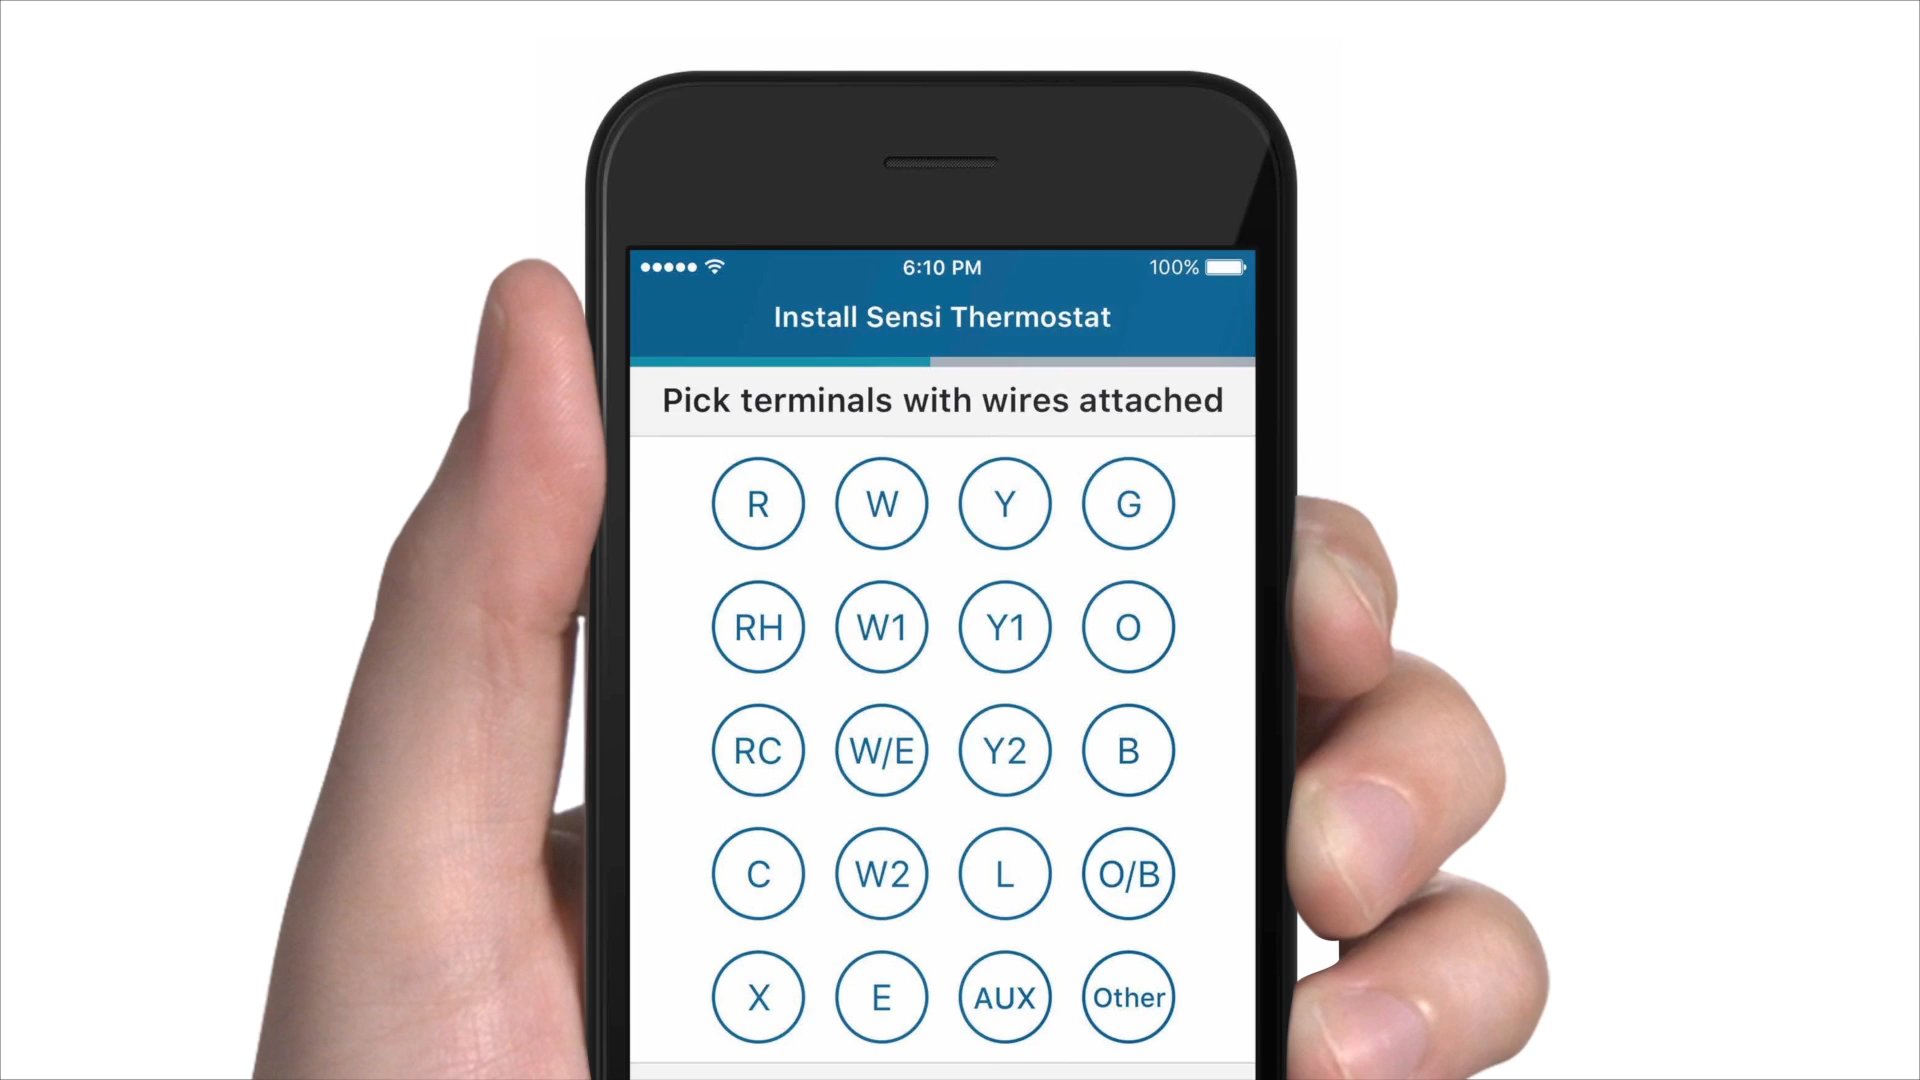 6:10 PM
100%
Install Sensi Thermostat
Pick terminals with wires attached
R W Y G
RH W1 Y1 O
RC W/E Y2 B
C W2 L O/B
X E AUX Other